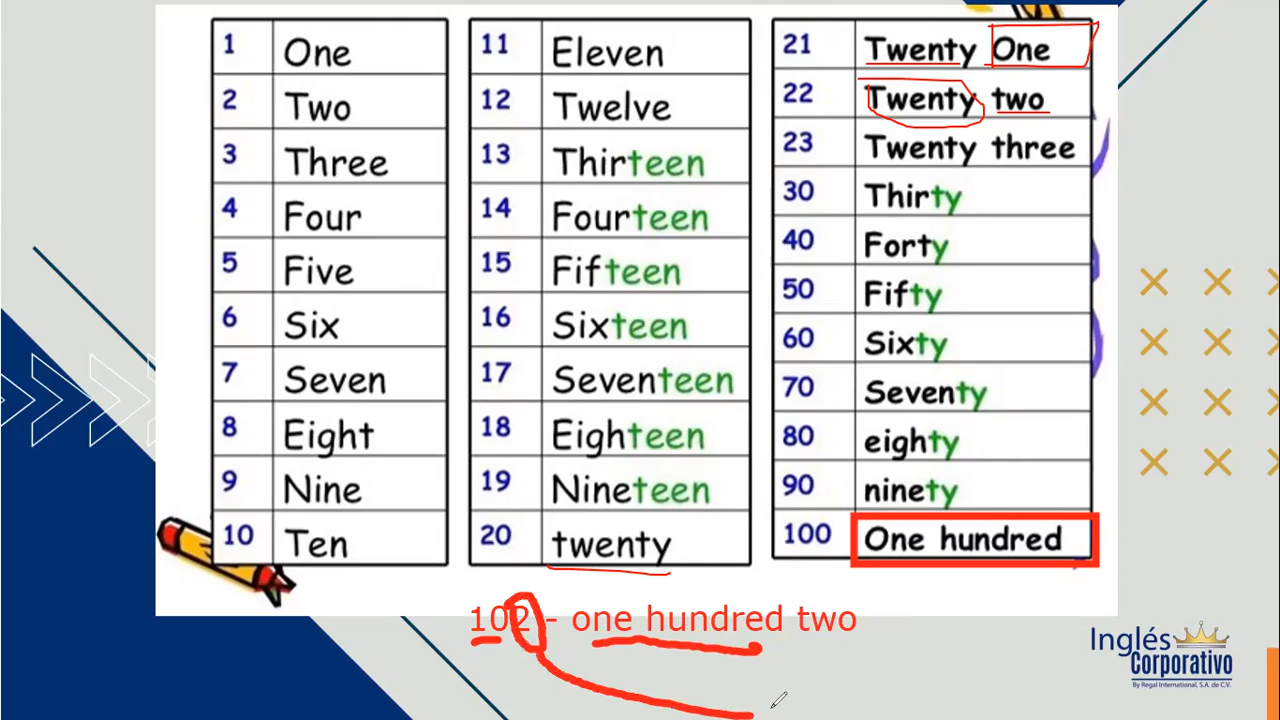 1 One
2 Two
3 Three
4 Four
5 Five
6 Six
7 Seven
8 Eight
9 Nine
10 Ten
11 Eleven
12 Twelve
13 Thirteen
14 Fourteen
15 Fifteen
16 Sixteen
17 Seventeen
18 Eighteen
19 Nineteen
20 twenty
21 Twenty One
22 Twenty two
23 Twenty three
30 Thirty
40 Forty
50 Fifty
60 Sixty
70 Seventy
80 eighty
90 ninety
100 One hundred
102 - one hundred two
Inglés
Corporativo
By Regal International, S.A. de C.V.